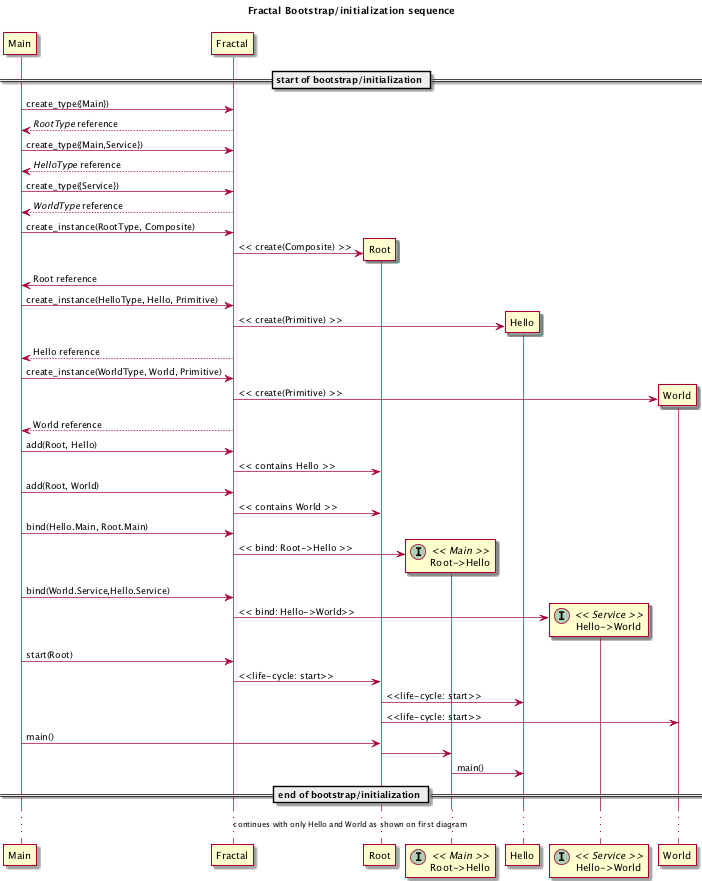 Fractal Bootstrap/initialization sequence
Main
Fractal
start of bootstrap/initialization
create_type({Main})
RootType reference
create_type({Main,Service})
HelloType reference
create_type({Service})
WorldType reference
create_instance(RootType, Composite)
<< create(Composite) >>
Root
Root reference
create_instance(HelloType, Hello, Primitive)
<< create(Primitive) >>
Hello
Hello reference
create_instance(WorldType, World, Primitive)
<< create(Primitive) >>
World
World reference
add(Root, Hello)
<< contains Hello >>
add(Root, World)
<< contains World >>
bind(Hello.Main, Root.Main)
<< bind: Root->Hello >>
I
<< Main >>
Root->Hello
bind(World.Service,Hello.Service)
<< bind: Hello->World>>
I
<< Service >>
Hello->World
start(Root)
<<life-cycle: start>>
<<life-cycle: start>>
<<life-cycle: start>>
main()
main()
end of bootstrap/initialization
continues with only Hello and World as shown on first diagram
Main
Fractal
Root
I
<< Main >>
Root->Hello
Hello
I
<< Service >>
Hello->World
World